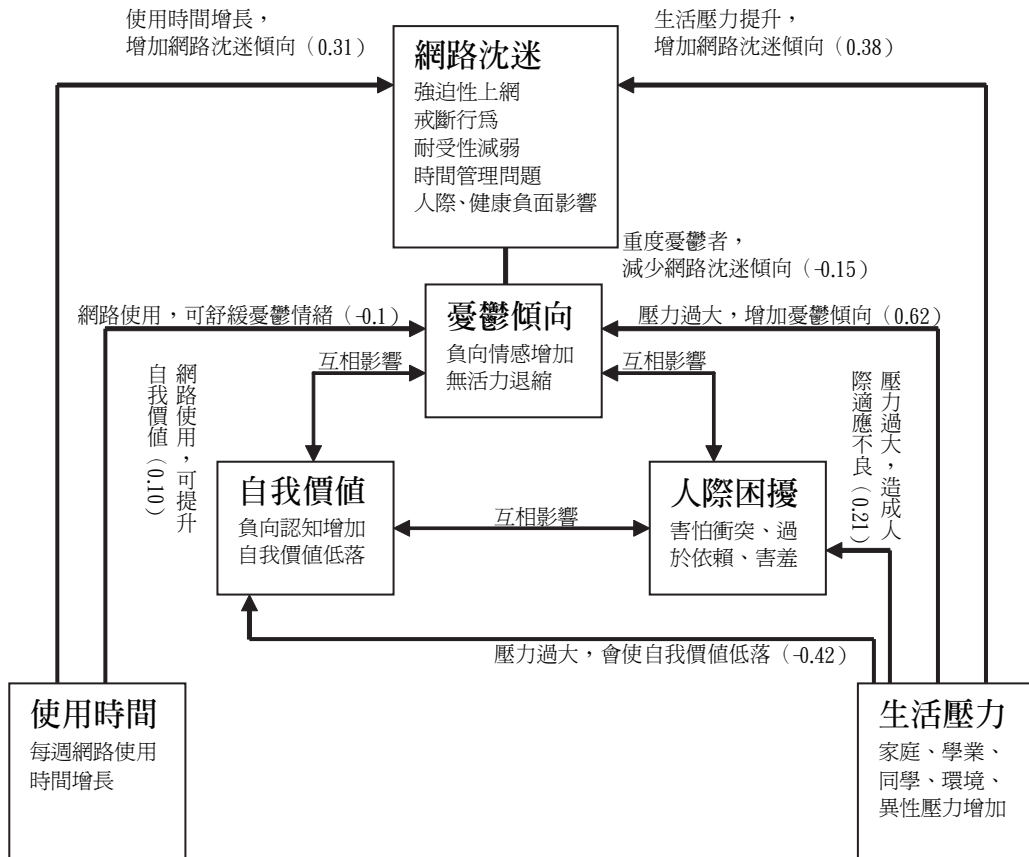 使用時間增長，
增加網路沈迷傾向（0.31）
生活壓力提升，
增加網路沈迷傾向（0.38）
網路沈迷
強迫性上網
戒斷行為
耐受性減弱
時間管理問題
人際、健康負面影響
重度憂鬱者，
減少網路沈迷傾向（-0.15）
網路使用，可舒緩憂鬱情緒（-0.1）
憂鬱傾向
負向情感增加
無活力退縮
壓力過大，增加憂鬱傾向（0.62）
互相影響
互相影響
網路使用，可提升
自我價值（0.10）
壓力過大，造成人
際適應不良（0.21）
自我價值
負向認知增加
自我價值低落
互相影響
人際困擾
害怕衝突、過
於依賴、害羞
壓力過大，會使自我價值低落（-0.42）
使用時間
每週網路使用
時間增長
生活壓力
家庭、學業、
同學、環境、
異性壓力增加